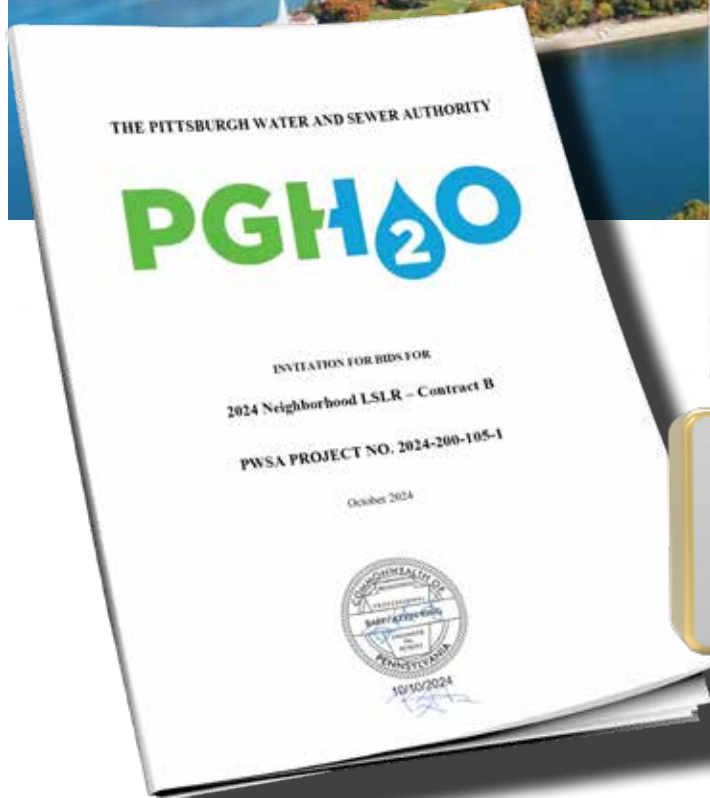 THE PITTSBURGH WATER AND SEWER AUTHORITY
PGH2O
INVITATION FOR BIDS FOR
2024 Neighborhood LSLR – Contract B
PWSA PROJECT NO. 2024-200-105-1
October 2024
COMMONWEALTH OF
PROFESSIONAL
PENNSYLVANIA
10/10/2024